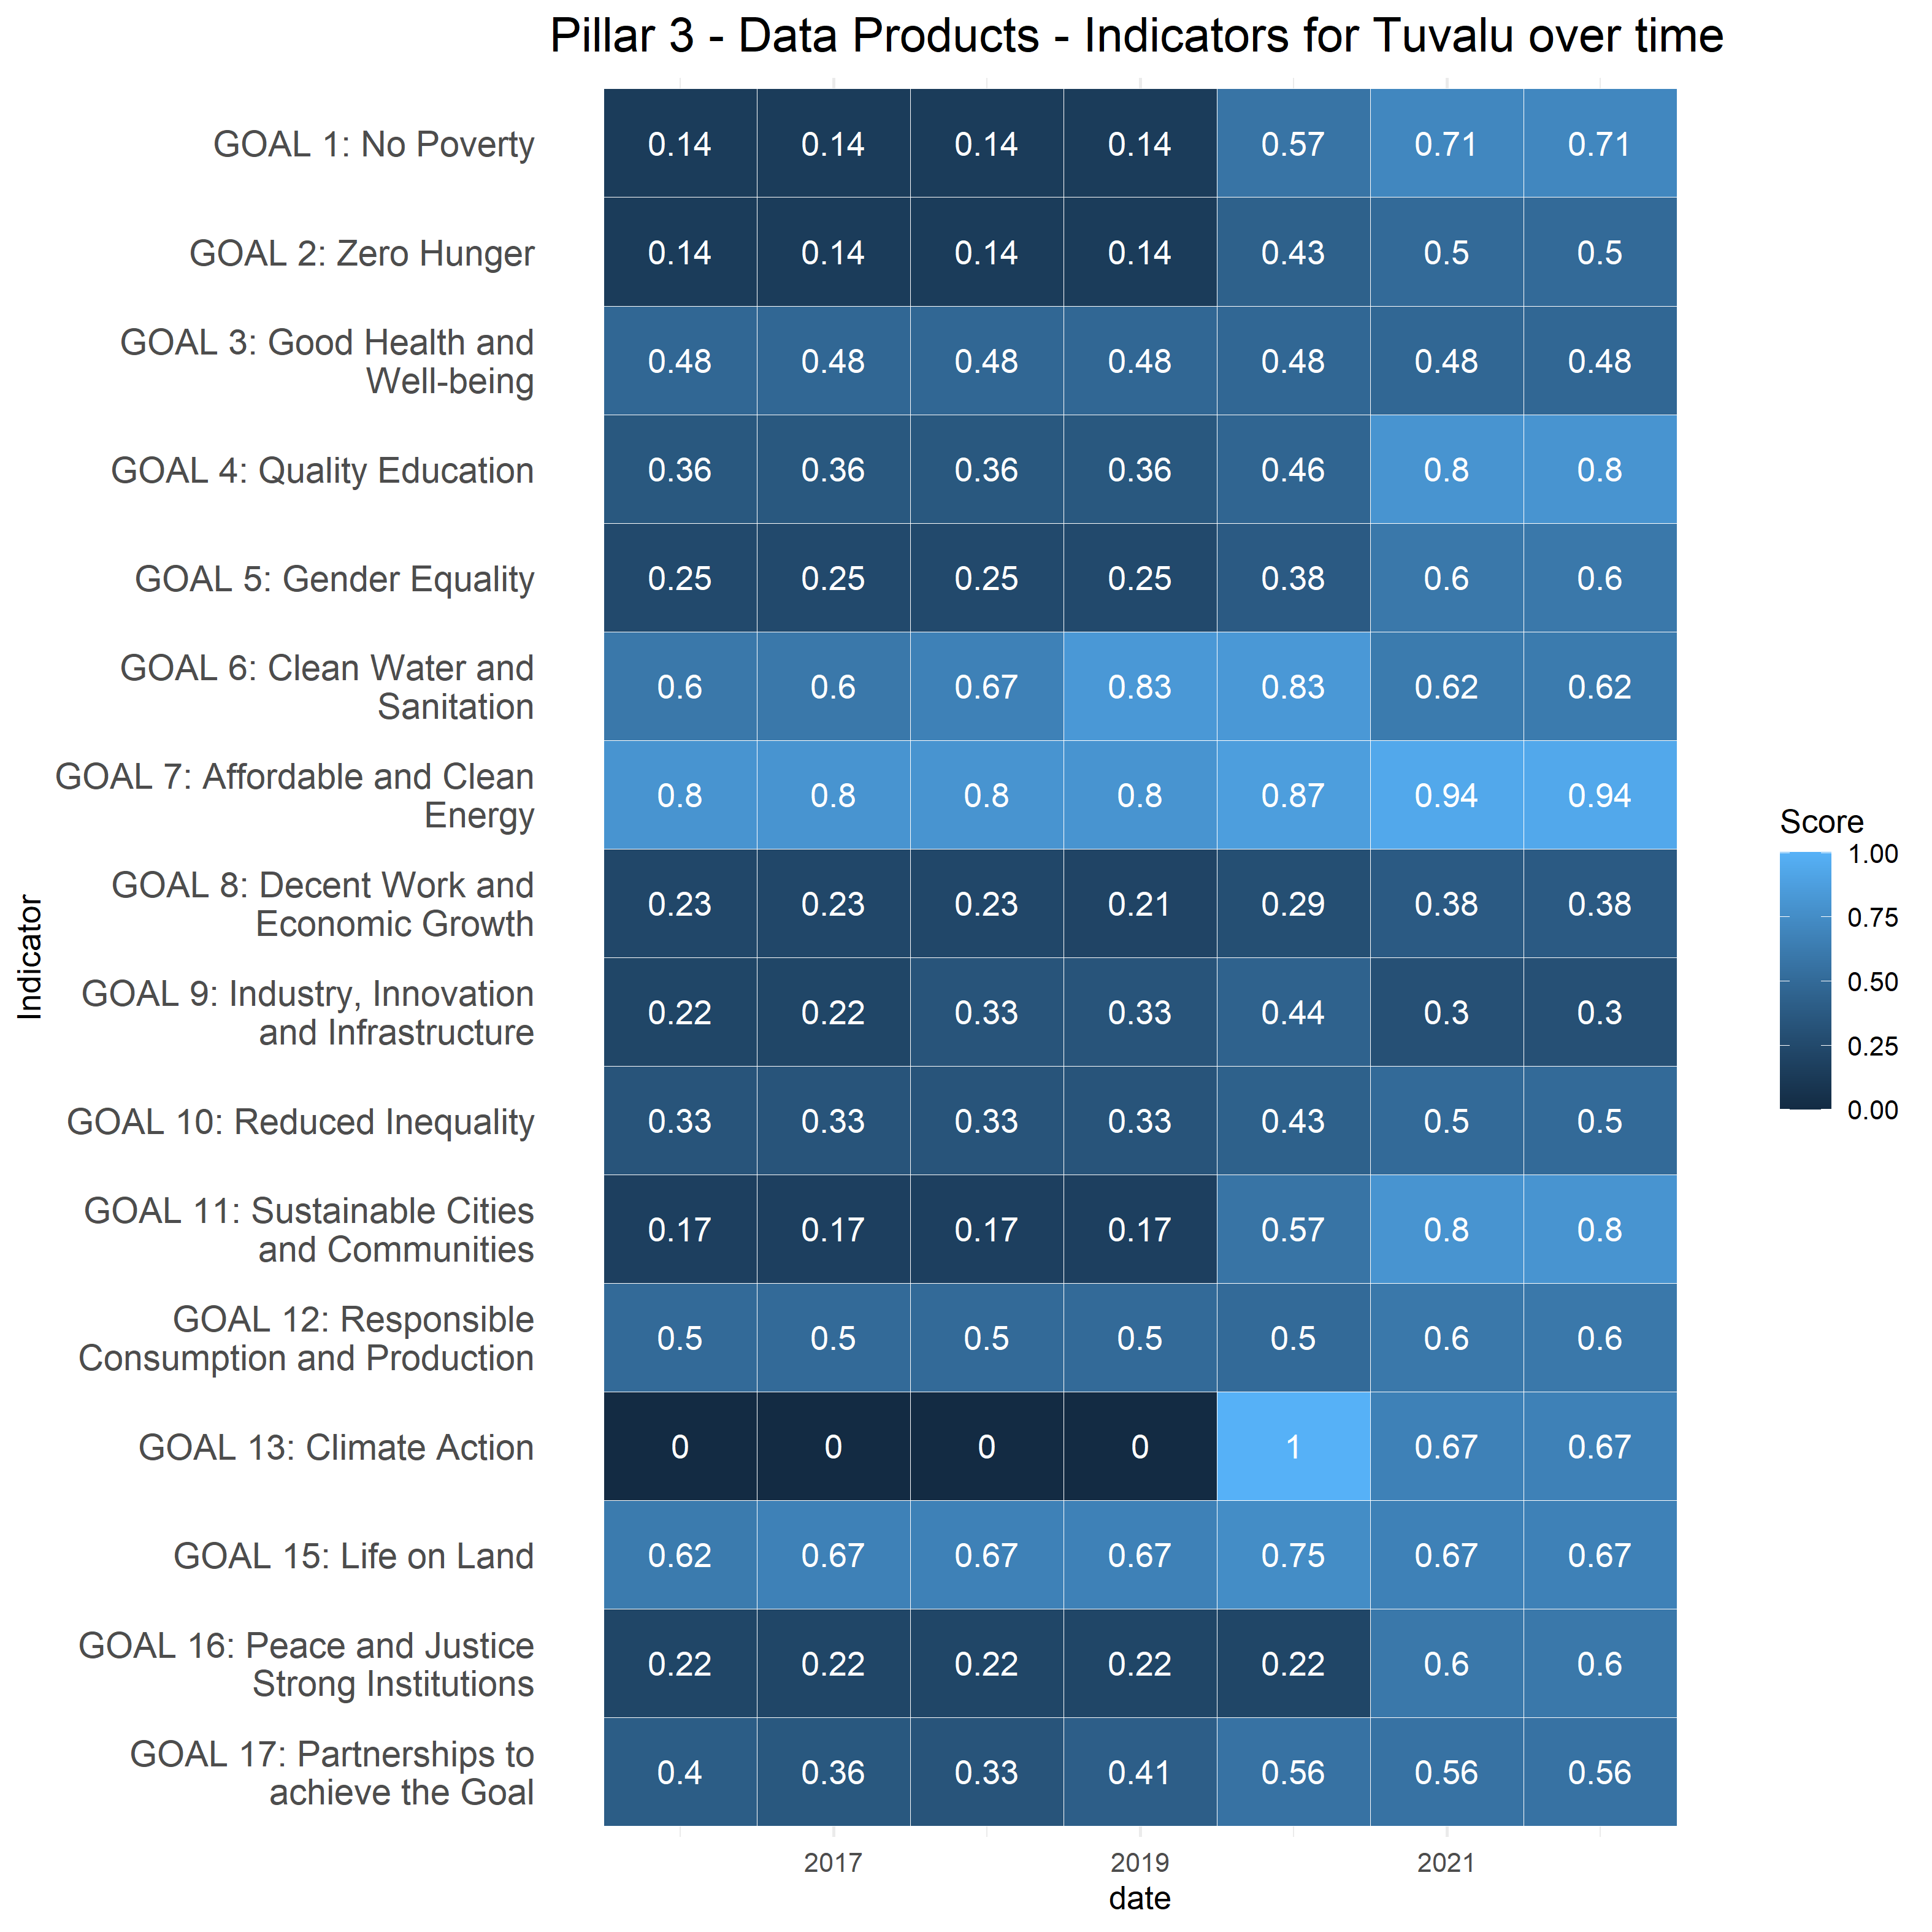 Pillar 3 - Data Products - Indicators for Tuvalu over time
GOAL 1: No Poverty
0.14 0.14 0.14 0.14 0.57 0.71 0.71
GOAL 2: Zero Hunger
0.14 0.14 0.14 0.14 0.43 0.5 0.5
GOAL 3: Good Health and
Well-being
0.48 0.48 0.48 0.48 0.48 0.48 0.48
GOAL 4: Quality Education
0.36 0.36 0.36 0.36 0.46 0.8 0.8
GOAL 5: Gender Equality
0.25 0.25 0.25 0.25 0.38 0.6 0.6
GOAL 6: Clean Water and
Sanitation
0.6 0.6 0.67 0.83 0.83 0.62 0.62
GOAL 7: Affordable and Clean
Energy
0.8 0.8 0.8 0.8 0.87 0.94 0.94
GOAL 8: Decent Work and
Economic Growth
0.23 0.23 0.23 0.21 0.29 0.38 0.38
GOAL 9: Industry, Innovation
and Infrastructure
0.22 0.22 0.33 0.33 0.44 0.3 0.3
GOAL 10: Reduced Inequality
0.33 0.33 0.33 0.33 0.43 0.5 0.5
GOAL 11: Sustainable Cities
and Communities
0.17 0.17 0.17 0.17 0.57 0.8 0.8
GOAL 12: Responsible
Consumption and Production
0.5 0.5 0.5 0.5 0.5 0.6 0.6
GOAL 13: Climate Action
0 0 0 0 1 0.67 0.67
GOAL 15: Life on Land
0.62 0.67 0.67 0.67 0.75 0.67 0.67
GOAL 16: Peace and Justice
Strong Institutions
0.22 0.22 0.22 0.22 0.22 0.6 0.6
GOAL 17: Partnerships to
achieve the Goal
0.4 0.36 0.33 0.41 0.56 0.56 0.56
2017 2019 2021
date
Indicator
Score
1.00
0.75
0.50
0.25
0.00